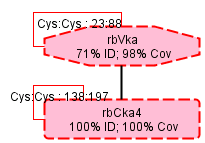 Cys:Cys : 23:88
rbVka
71% ID; 98% Cov
Cys:Cys : 138:197
rbCka4
100% ID; 100% Cov